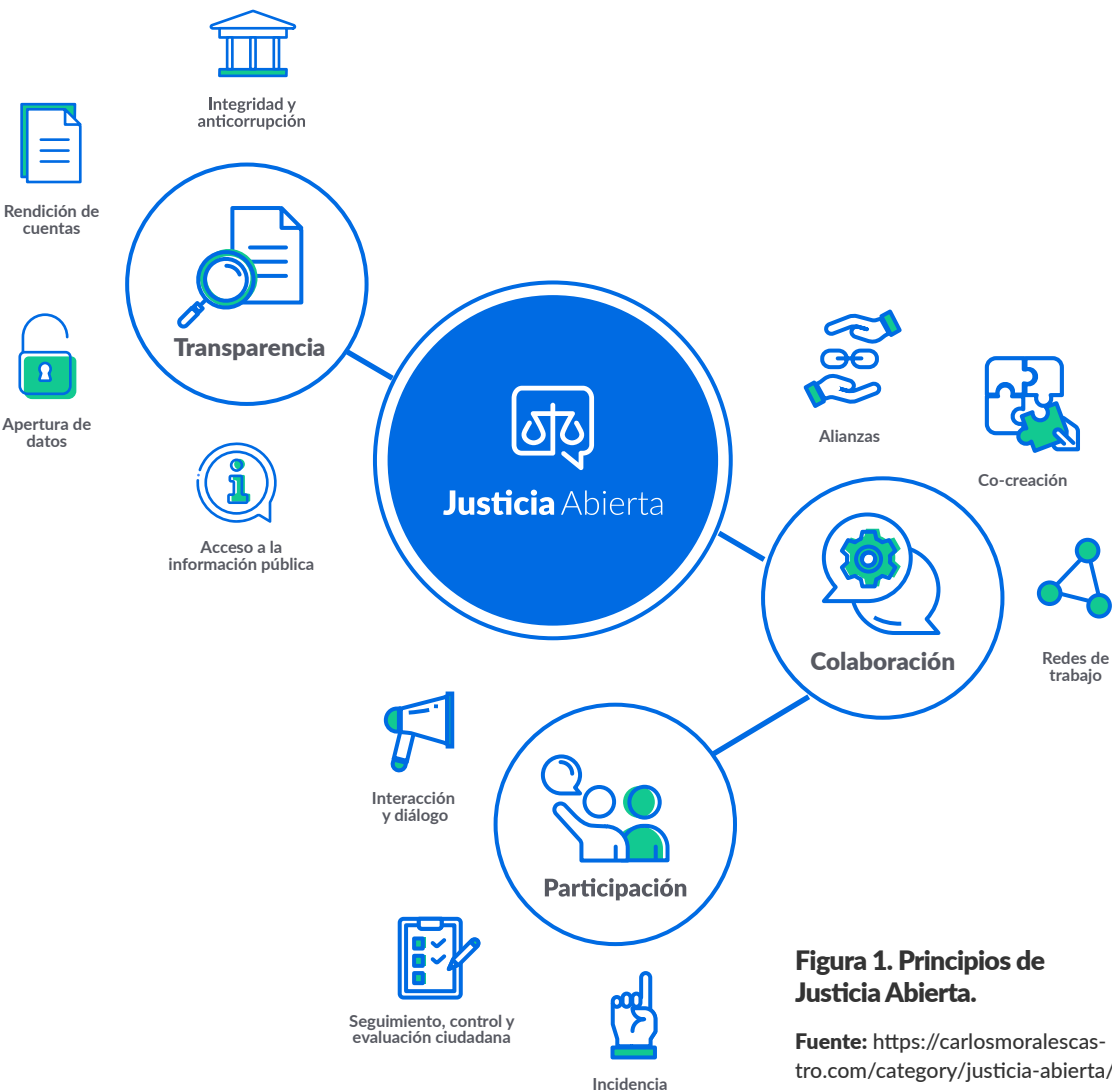 Integridad y
anticorrupción
Rendición de
cuentas
Transparencia
Apertura de
datos
Acceso a la
información pública
Justicia Abierta
Alianzas
Co-creación
Colaboración
Redes de
trabajo
Interacción
y diálogo
Participación
Seguimiento, control y
evaluación ciudadana
Incidencia
Figura 1. Principios de
Justicia Abierta.
Fuente: https://carlosmoralescas-
tro.com/category/justicia-abierta/